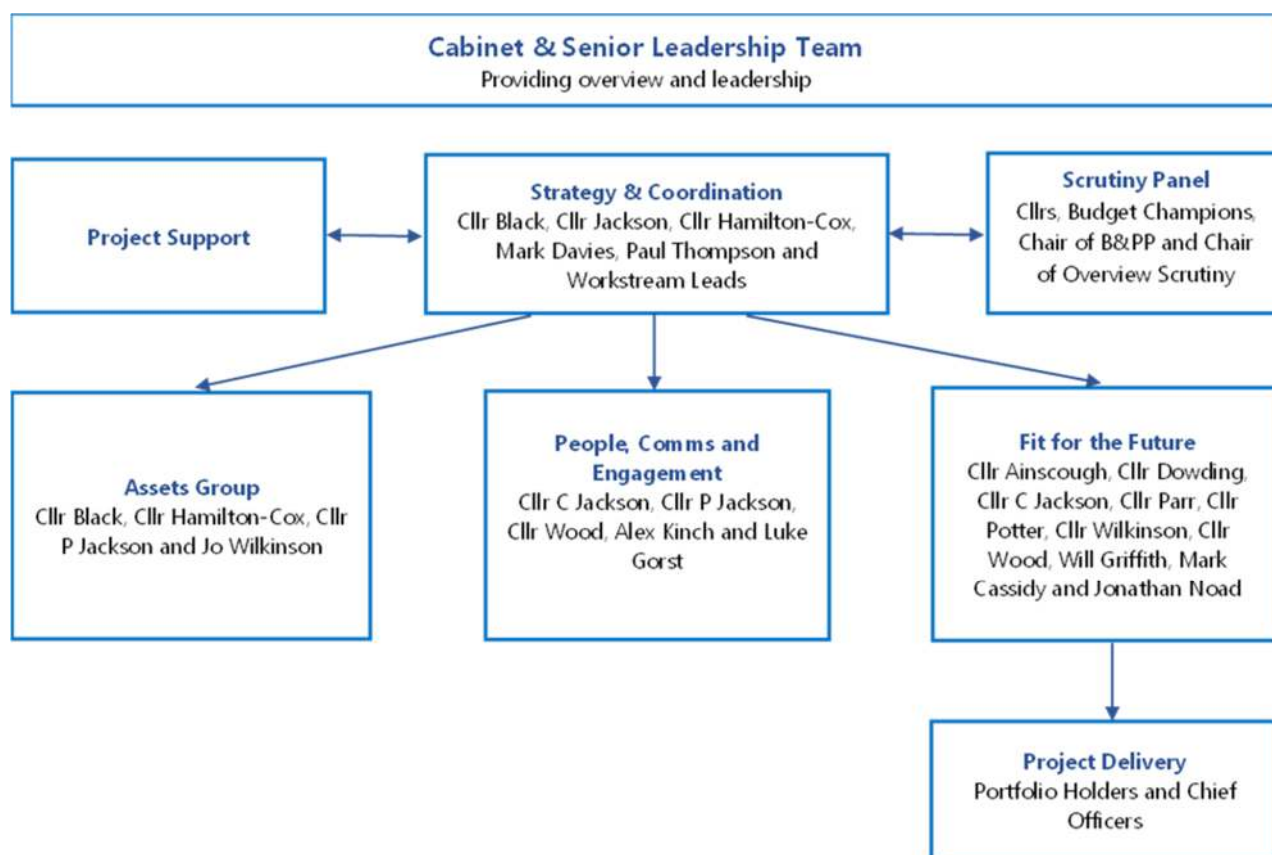 Cabinet & Senior Leadership Team
Providing overview and leadership
Project Support
Strategy & Coordination
Cllr Black, Cllr Jackson, Cllr Hamilton-Cox,
Mark Davies, Paul Thompson and
Workstream Leads
Scrutiny Panel
Cllrs, Budget Champions,
Chair of B&PP and Chair
of Overview Scrutiny
Assets Group
Cllr Black, Cllr Hamilton-Cox, Cllr
P Jackson and Jo Wilkinson
People, Comms and
Engagement
Cllr C Jackson, Cllr P Jackson,
Cllr Wood, Alex Kinch and Luke
Gorst
Fit for the Future
Cllr Ainscough, Cllr Dowding,
Cllr C Jackson, Cllr Parr, Cllr
Potter, Cllr Wilkinson, Cllr
Wood, Will Griffith, Mark
Cassidy and Jonathan Noad
Project Delivery
Portfolio Holders and Chief
Officers